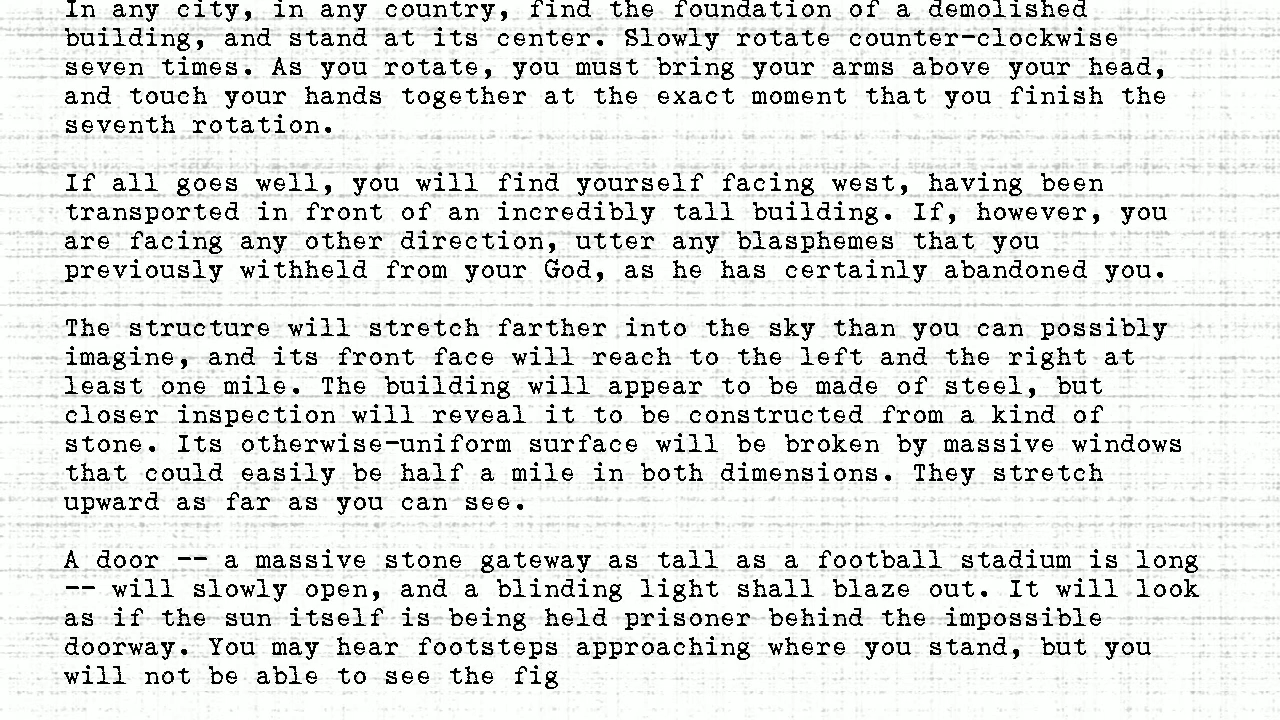 In any city, in any country, find the foundation of a demolished
building, and stand at its center. Slowly rotate counter-clockwise
seven times. As you rotate, you must bring your arms above your head,
and touch your hands together at the exact moment that you finish the
seventh rotation.
If all goes well, you will find yourself facing west, having been
transported in front of an incredibly tall building. If, however, you
are facing any other direction, utter any blasphemes that you
previously withheld from your God, as he has certainly abandoned you.
The structure will stretch farther into the sky than you can possibly
imagine, and its front face will reach to the left and the right at
least one mile. The building will appear to be made of steel, but
closer inspection will reveal it to be constructed from a kind of
stone. Its otherwise-uniform surface will be broken by massive windows
that could easily be half a mile in both dimensions. They stretch
upward as far as you can see.
A door -- a massive stone gateway as tall as a football stadium is long
-- will slowly open, and a blinding light shall blaze out. It will look
as if the sun itself is being held prisoner behind the impossible
doorway. You may hear footsteps approaching where you stand, but you
will not be able to see the fig